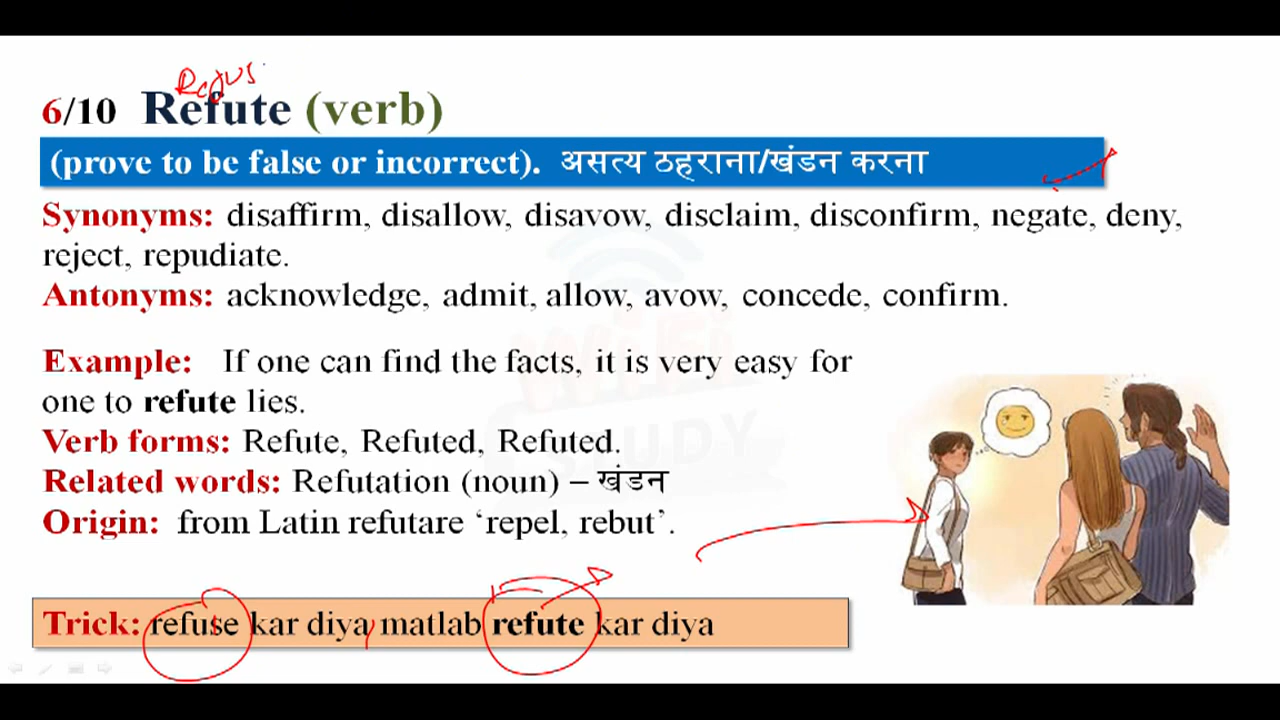 Refus
6/10 Refute (verb)
(prove to be false or incorrect). असत्य ठहराना/खंडन करना
Synonyms: disaffirm, disallow, disavow, disclaim, disconfirm, negate, deny,
reject, repudiate.
Antonyms: acknowledge, admit, allow, avow, concede, confirm.
Example: If one can find the facts, it is very easy for
one to refute lies.
Verb forms: Refute, Refuted, Refuted.
Related words: Refutation (noun) – खंडन
Origin: from Latin refutare ‘repel, rebut’.
Trick: refuse kar diya matlab refute kar diya
WiFi
STUDY